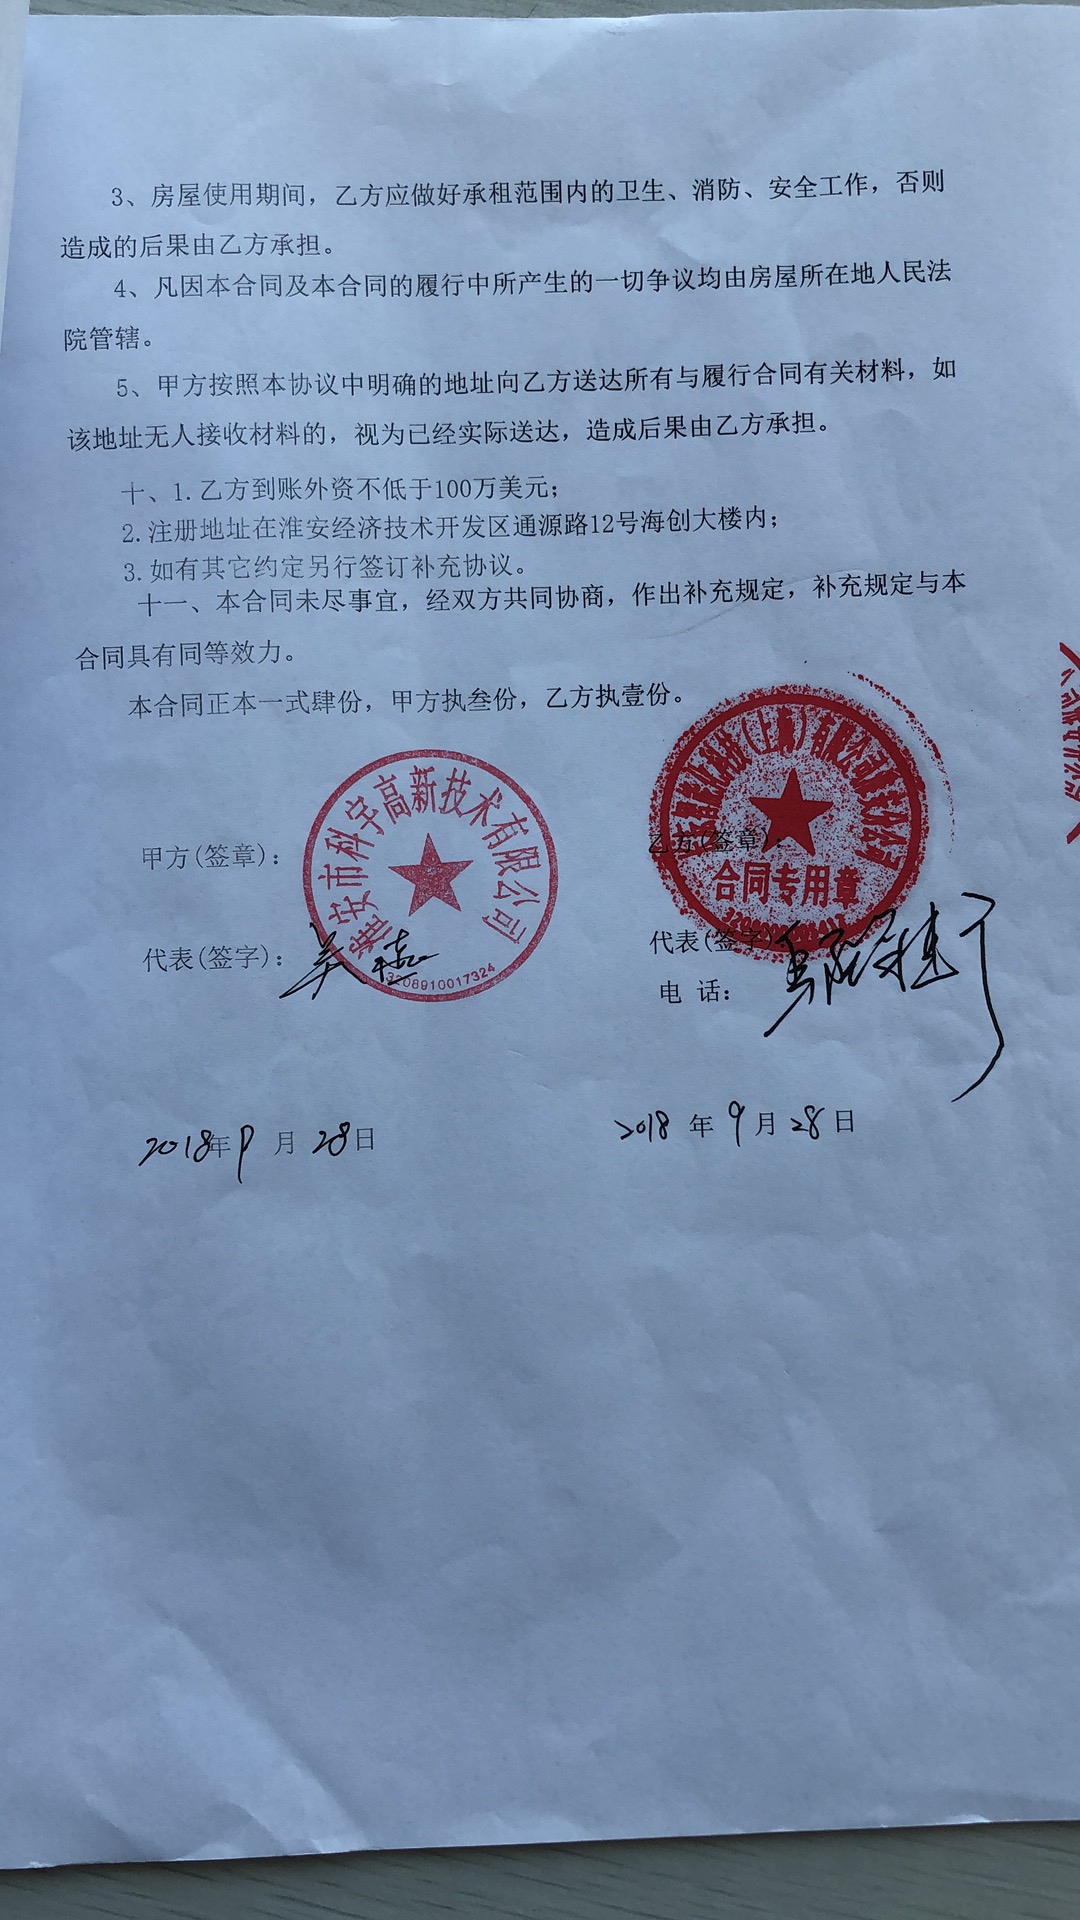 3、房屋使用期间，乙方应做好承租范围内的卫生、消防、安全工作，否则
造成的后果由乙方承担。
4、凡因本合同及本合同的履行中所产生的一切争议均由房屋所在地人民法
院管辖。
5、甲方按照本协议中明确的地址向乙方送达所有与履行合同有关材料，如
该地址无人接收材料的，视为已经实际送达，造成后果由乙方承担。
十、1.乙方到账外资不低于100万美元；
2.注册地址在淮安经济技术开发区通源路12号海创大楼内；
3.如有其它约定另行签订补充协议。
十一、本合同未尽事宜，经双方共同协商，作出补充规定，补充规定与本
合同具有同等效力。
本合同正本一式肆份，甲方执叁份，乙方执壹份。
甲方(签章)：
淮安市科宇高新技术有限公司
3208910017324
代表(签字)：
2018年9月28日
乙方(签章)：
科技（上海）有限公司淮安分公司
合同专用章
代表(签字)
电 话：
2018年9月28日